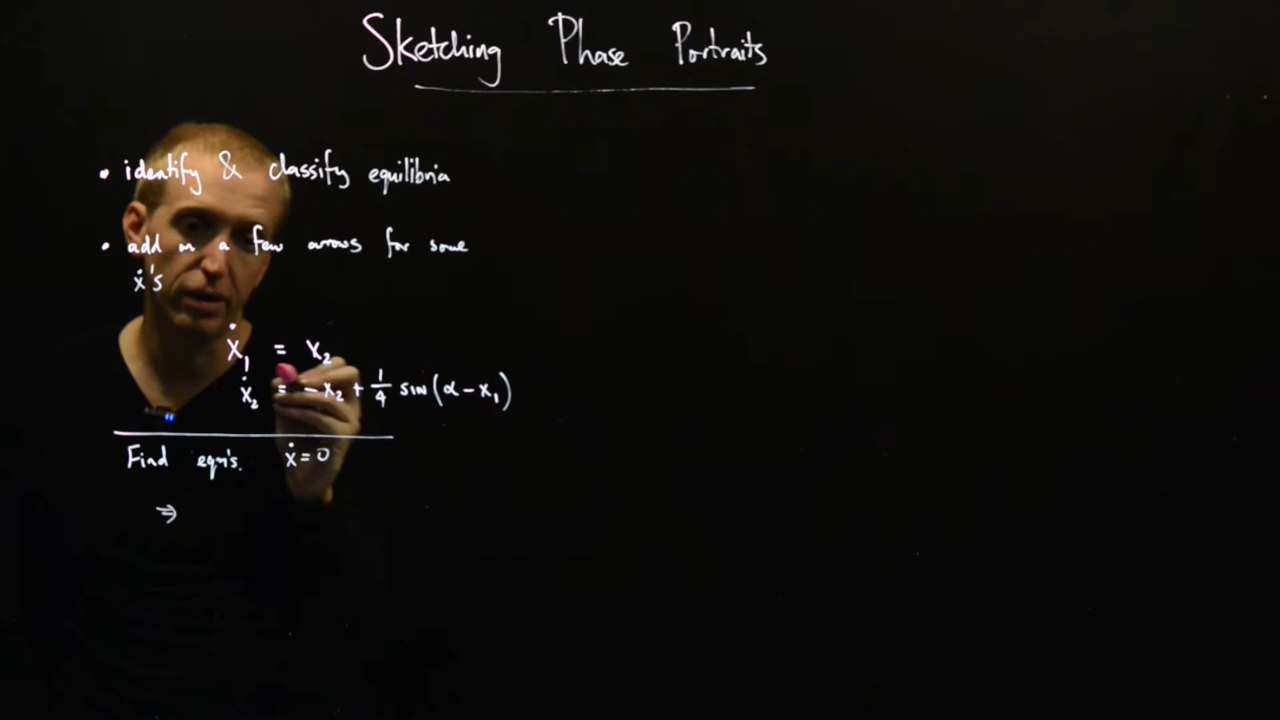 Sketching Phase Portraits
• identify & classify equilibria
• add in a few arrows for some
ẋ's
ẋ₁ = x₂
ẋ₂ = -x₂ + 1/4 sin(α - x₁)
Find eqm's. ẋ = 0
⇒